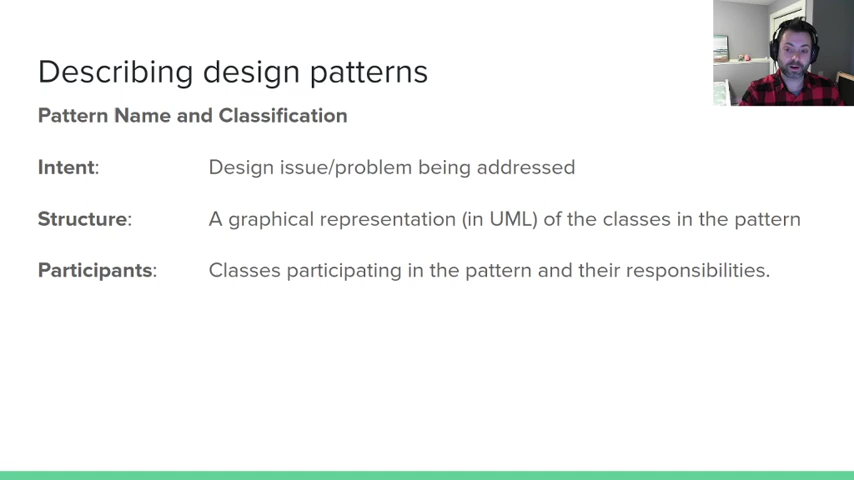 Describing design patterns
Pattern Name and Classification
Intent: Design issue/problem being addressed
Structure: A graphical representation (in UML) of the classes in the pattern
Participants: Classes participating in the pattern and their responsibilities.